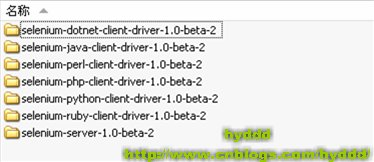 名称
selenium-dotnet-client-driver-1.0-beta-2
selenium-java-client-driver-1.0-beta-2
selenium-perl-client-driver-1.0-beta-2
selenium-php-client-driver-1.0-beta-2
selenium-python-client-driver-1.0-beta-2
selenium-ruby-client-driver-1.0-beta-2
selenium-server-1.0-beta-2
hyddd
http://www.cnblogs.com/hyddd/